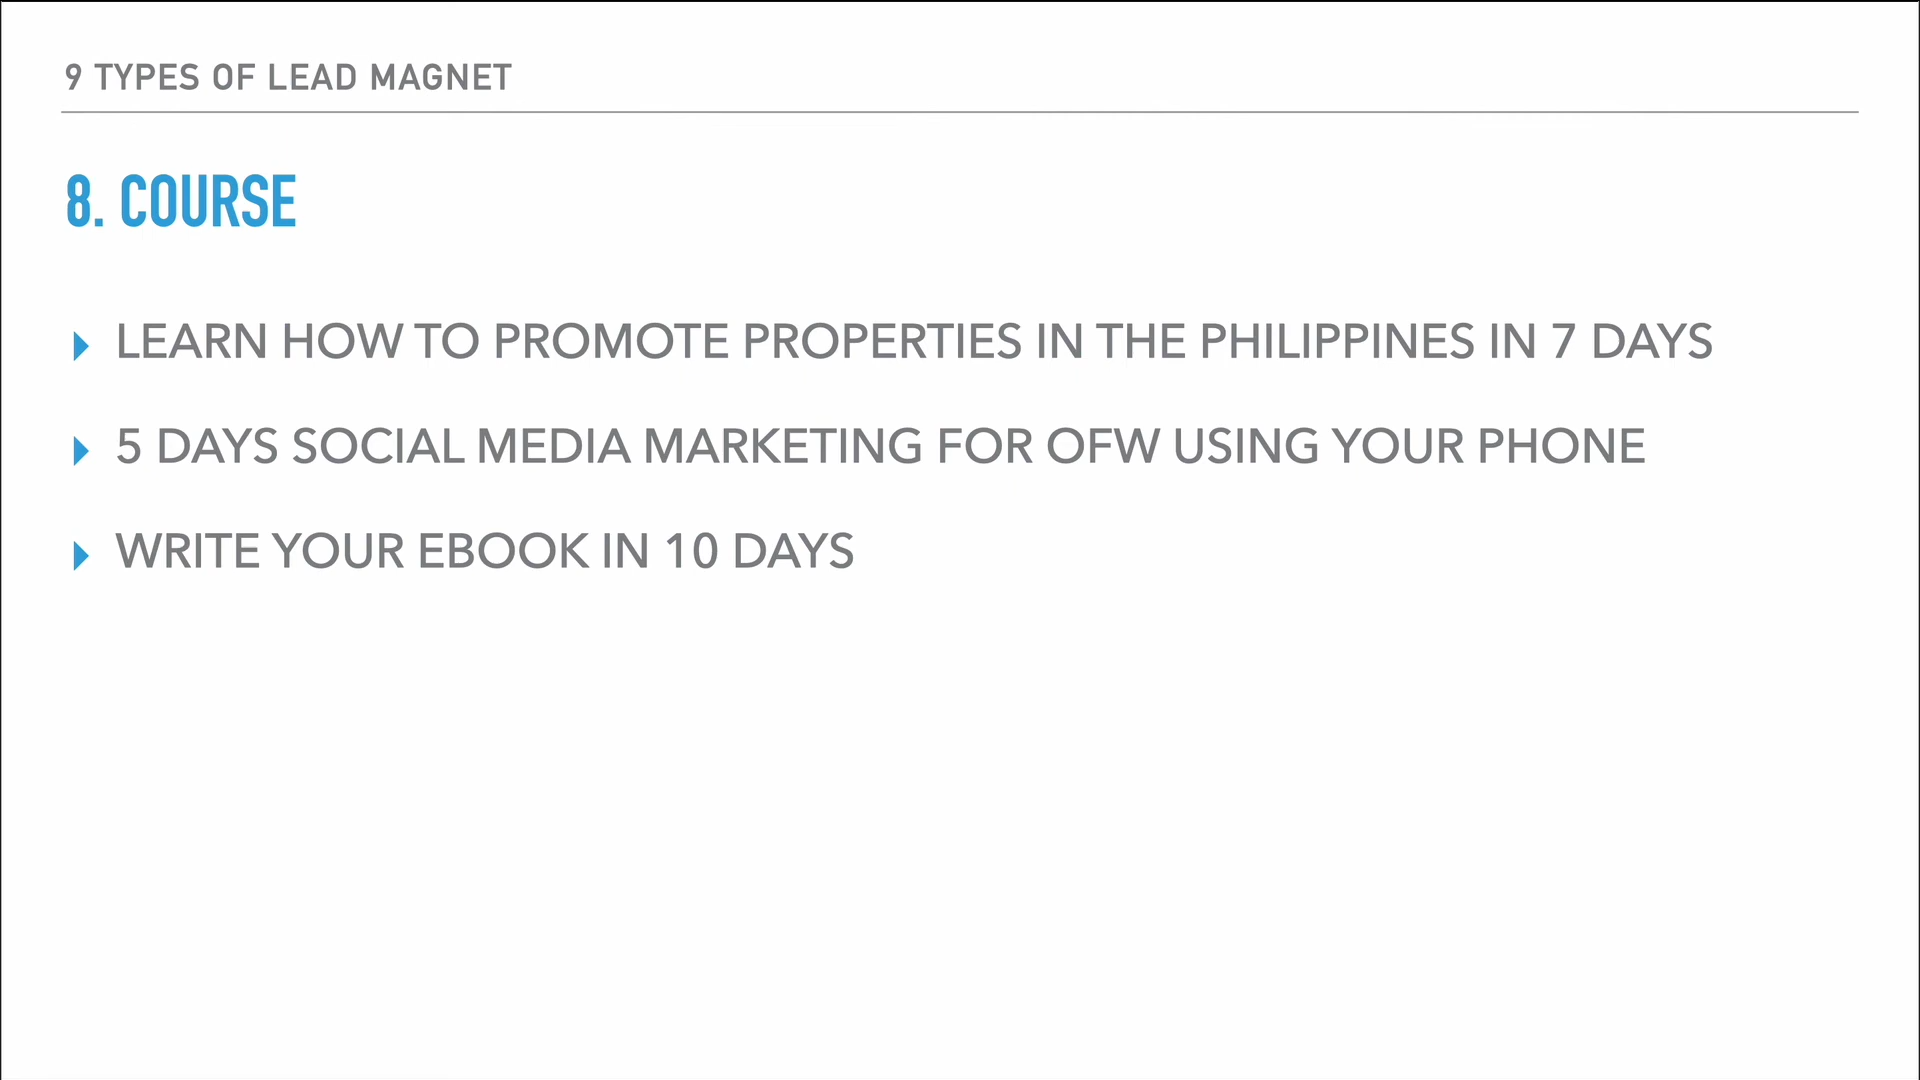 9 TYPES OF LEAD MAGNET
8. COURSE
LEARN HOW TO PROMOTE PROPERTIES IN THE PHILIPPINES IN 7 DAYS
5 DAYS SOCIAL MEDIA MARKETING FOR OFW USING YOUR PHONE
WRITE YOUR EBOOK IN 10 DAYS